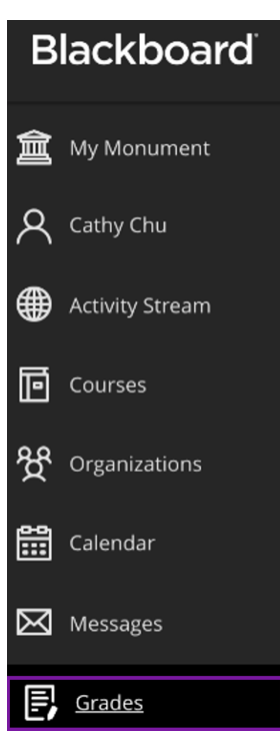 Blackboard
My Monument
Cathy Chu
Activity Stream
Courses
Organizations
Calendar
Messages
Grades